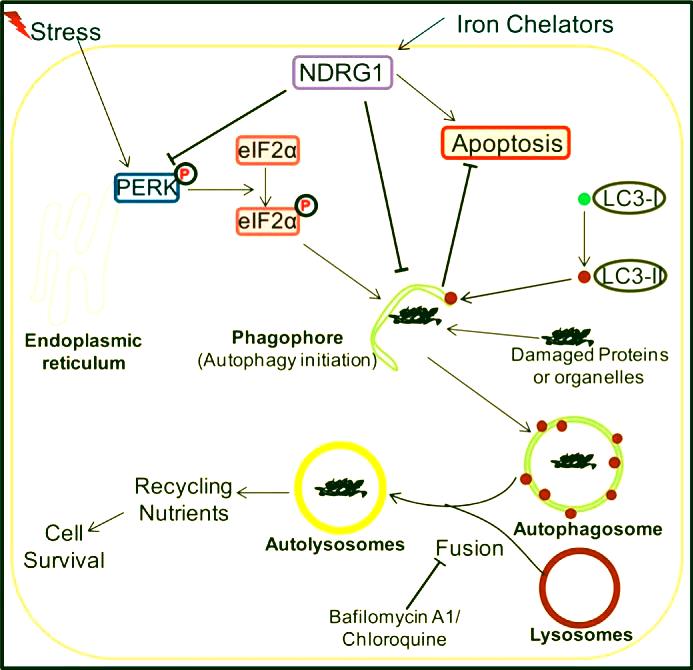 Stress
Iron Chelators
NDRG1
Apoptosis
eIF2α
PERK
P
eIF2α
P
LC3-I
LC3-II
Endoplasmic
reticulum
Phagophore
(Autophagy initiation)
Damaged Proteins
or organelles
Recycling
Nutrients
Autolysosomes
Autophagosome
Cell
Survival
Fusion
Bafilomycin A1/
Chloroquine
Lysosomes